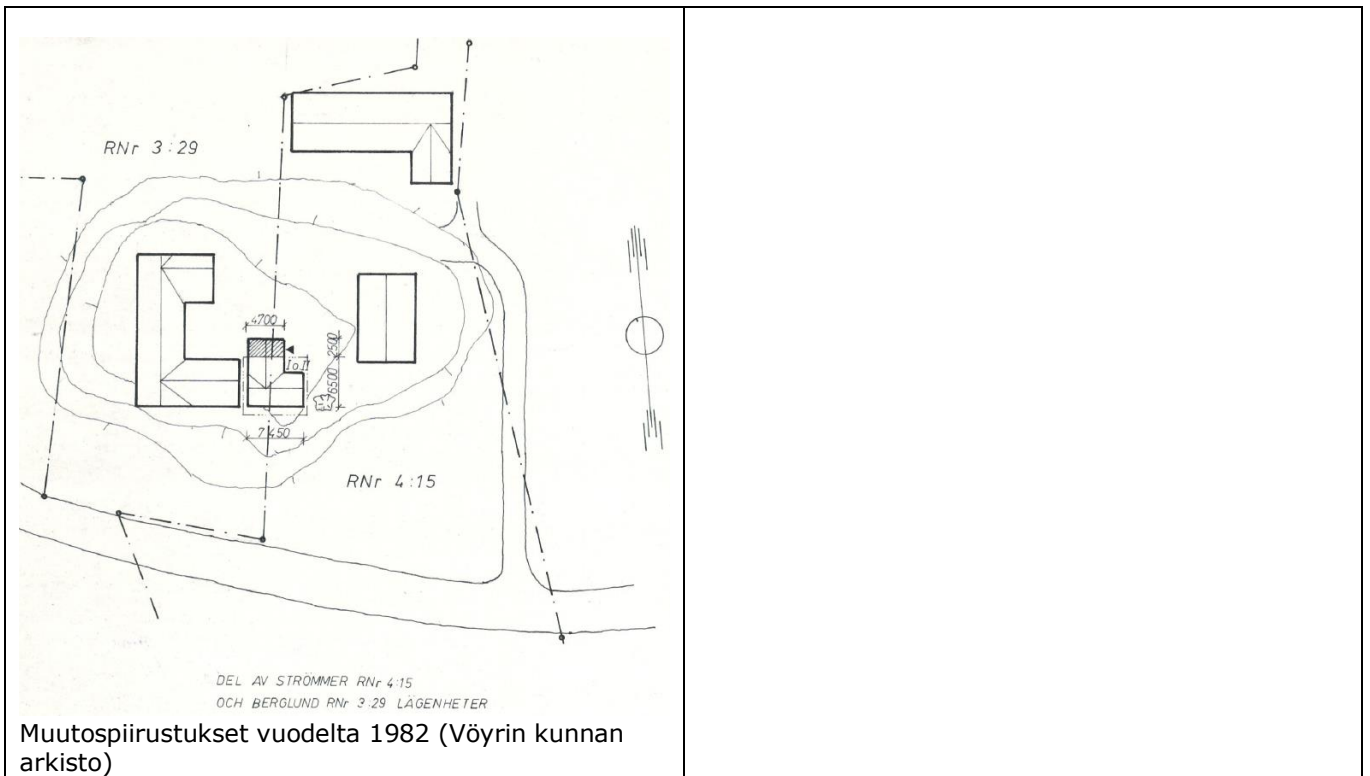 RNr 3:29
4700
2500
I o II
6500
7450
RNr 4:15
DEL AV STRÖMMER RNr 4:15
OCH BERGLUND RNr 3:29 LÄGENHETER
Muutospiirustukset vuodelta 1982 (Vöyrin kunnan
arkisto)